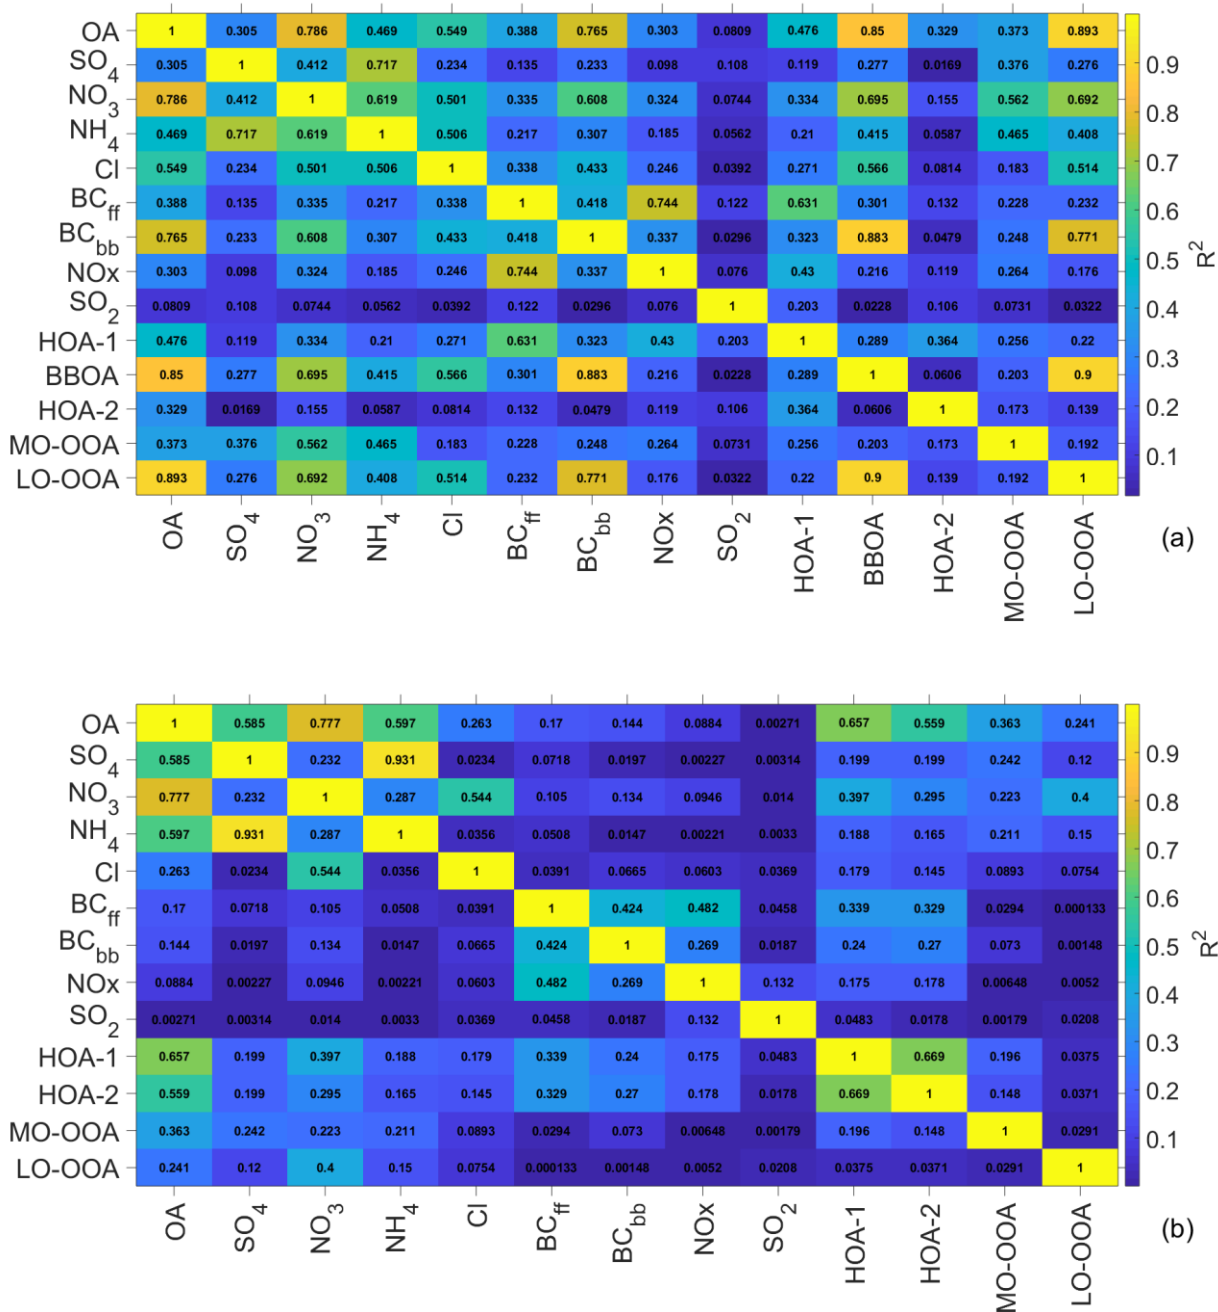 OA 1 0.305 0.786 0.469 0.549 0.388 0.765 0.303 0.0809 0.476 0.85 0.329 0.373 0.893
SO4 0.305 1 0.412 0.717 0.234 0.135 0.233 0.098 0.108 0.119 0.277 0.0169 0.376 0.276
NO3 0.786 0.412 1 0.619 0.501 0.335 0.608 0.324 0.0744 0.334 0.695 0.155 0.562 0.692
NH4 0.469 0.717 0.619 1 0.506 0.217 0.307 0.185 0.0562 0.21 0.415 0.0587 0.465 0.408
Cl 0.549 0.234 0.501 0.506 1 0.338 0.433 0.246 0.0392 0.271 0.566 0.0814 0.183 0.514
BCff 0.388 0.135 0.335 0.217 0.338 1 0.418 0.744 0.122 0.631 0.301 0.132 0.228 0.232
BCbb 0.765 0.233 0.608 0.307 0.433 0.418 1 0.337 0.0296 0.323 0.883 0.0479 0.248 0.771
NOx 0.303 0.098 0.324 0.185 0.246 0.744 0.337 1 0.076 0.43 0.216 0.119 0.264 0.176
SO2 0.0809 0.108 0.0744 0.0562 0.0392 0.122 0.0296 0.076 1 0.203 0.0228 0.106 0.0731 0.0322
HOA-1 0.476 0.119 0.334 0.21 0.271 0.631 0.323 0.43 0.203 1 0.289 0.364 0.256 0.22
BBOA 0.85 0.277 0.695 0.415 0.566 0.301 0.883 0.216 0.0228 0.289 1 0.0606 0.203 0.9
HOA-2 0.329 0.0169 0.155 0.0587 0.0814 0.132 0.0479 0.119 0.106 0.364 0.0606 1 0.173 0.139
MO-OOA 0.373 0.376 0.562 0.465 0.183 0.228 0.248 0.264 0.0731 0.256 0.203 0.173 1 0.192
LO-OOA 0.893 0.276 0.692 0.408 0.514 0.232 0.771 0.176 0.0322 0.22 0.9 0.139 0.192 1
OA SO4 NO3 NH4 Cl BCff BCbb NOx SO2 HOA-1 BBOA HOA-2 MO-OOA LO-OOA
0.9
0.8
0.7
0.6
0.5
0.4
0.3
0.2
0.1
R2
(a)
OA 1 0.585 0.777 0.597 0.263 0.17 0.144 0.0884 0.00271 0.657 0.559 0.363 0.241
SO4 0.585 1 0.232 0.931 0.0234 0.0718 0.0197 0.00227 0.00314 0.199 0.199 0.242 0.12
NO3 0.777 0.232 1 0.287 0.544 0.105 0.134 0.0946 0.014 0.397 0.295 0.223 0.4
NH4 0.597 0.931 0.287 1 0.0356 0.0508 0.0147 0.00221 0.0033 0.188 0.165 0.211 0.15
Cl 0.263 0.0234 0.544 0.0356 1 0.0391 0.0665 0.0603 0.0369 0.179 0.145 0.0893 0.0754
BCff 0.17 0.0718 0.105 0.0508 0.0391 1 0.424 0.482 0.0458 0.339 0.329 0.0294 0.000133
BCbb 0.144 0.0197 0.134 0.0147 0.0665 0.424 1 0.269 0.0187 0.24 0.27 0.073 0.00148
NOx 0.0884 0.00227 0.0946 0.00221 0.0603 0.482 0.269 1 0.132 0.175 0.178 0.00648 0.0052
SO2 0.00271 0.00314 0.014 0.0033 0.0369 0.0458 0.0187 0.132 1 0.0483 0.0178 0.00179 0.0208
HOA-1 0.657 0.199 0.397 0.188 0.179 0.339 0.24 0.175 0.0483 1 0.669 0.196 0.0375
HOA-2 0.559 0.199 0.295 0.165 0.145 0.329 0.27 0.178 0.0178 0.669 1 0.148 0.0371
MO-OOA 0.363 0.242 0.223 0.211 0.0893 0.0294 0.073 0.00648 0.00179 0.196 0.148 1 0.0291
LO-OOA 0.241 0.12 0.4 0.15 0.0754 0.000133 0.00148 0.0052 0.0208 0.0375 0.0371 0.0291 1
OA SO4 NO3 NH4 Cl BCff BCbb NOx SO2 HOA-1 HOA-2 MO-OOA LO-OOA
0.9
0.8
0.7
0.6
0.5
0.4
0.3
0.2
0.1
R2
(b)